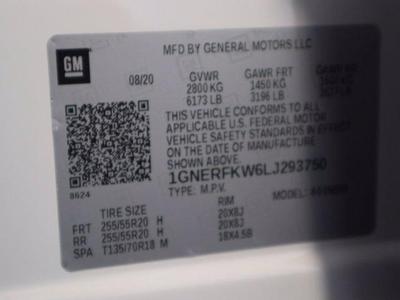 MFD BY GENERAL MOTORS LLC
GM
08/20 GVWR GAWR FRT GAWR RR
2800 KG 1450 KG
6173 LB 3196 LB
THIS VEHICLE CONFORMS TO ALL
APPLICABLE U.S. FEDERAL MOTOR
VEHICLE SAFETY STANDARDS IN EFFECT
ON THE DATE OF MANUFACTURE
SHOWN ABOVE.
8624
1GNERFKW6LJ293750
TYPE: M.P.V. MODEL:
TIRE SIZE RIM
FRT 255/55R20 H 20X8J
RR 255/55R20 H 20X8J
SPA T135/70R18 M 18X4.5B